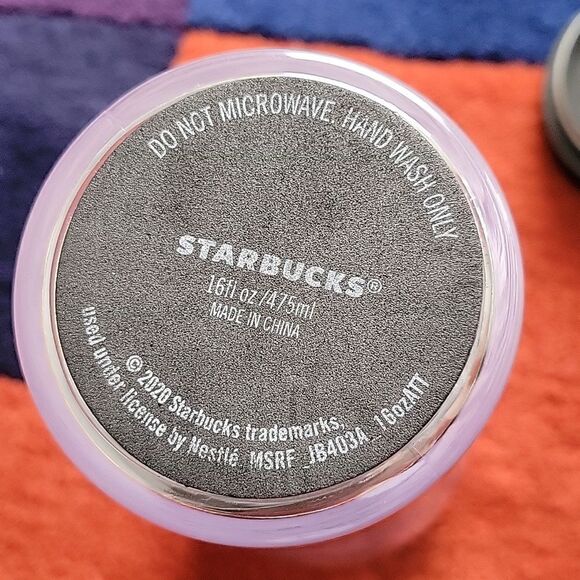 DO NOT MICROWAVE. HAND WASH ONLY
STARBUCKS®
16fl oz/475ml
MADE IN CHINA
© 2020 Starbucks trademarks,
used under license by Nestlé. MSRF_JB403A_16ozAFT